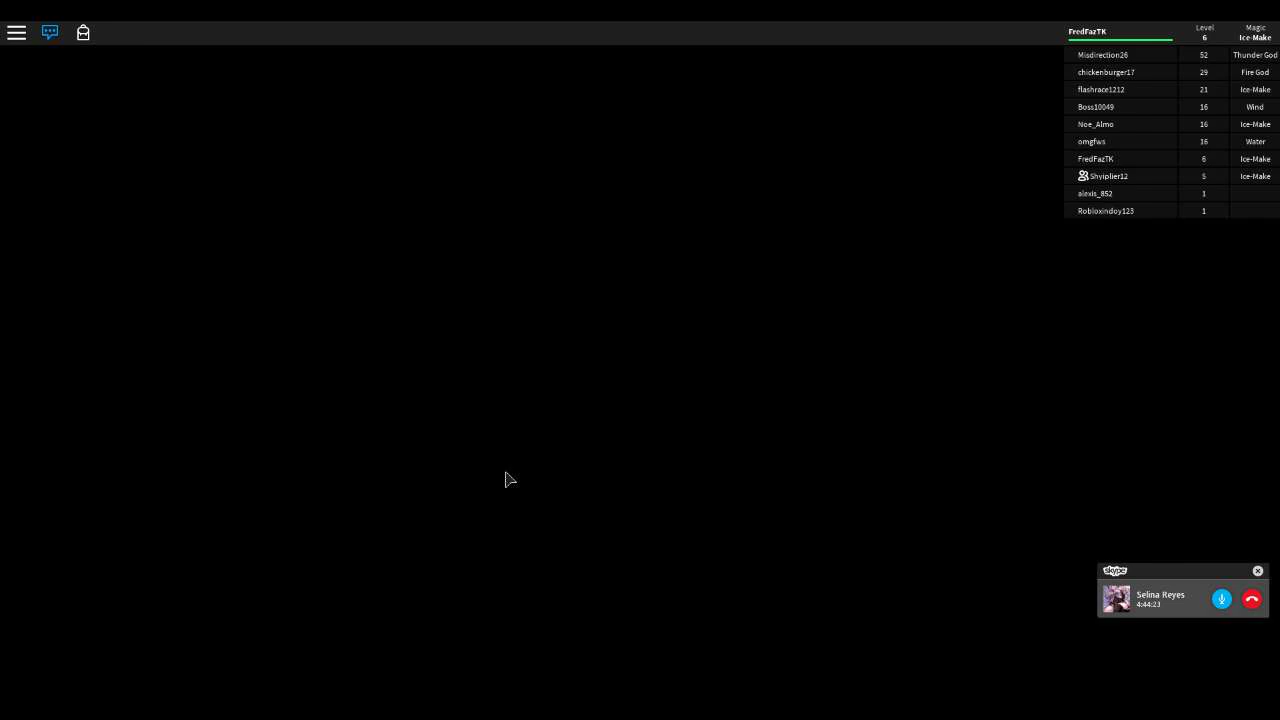 FredFazTK Level 6 Magic Ice-Make
Misdirection26 52 Thunder God
chickenburger17 29 Fire God
flashrace1212 21 Ice-Make
Boss10049 16 Wind
Noe_Almo 16 Ice-Make
omgfws 16 Water
FredFazTK 6 Ice-Make
Shyiplier12 5 Ice-Make
alexis_852 1
Robloxindoy123 1
skype
Selina Reyes
4:44:23